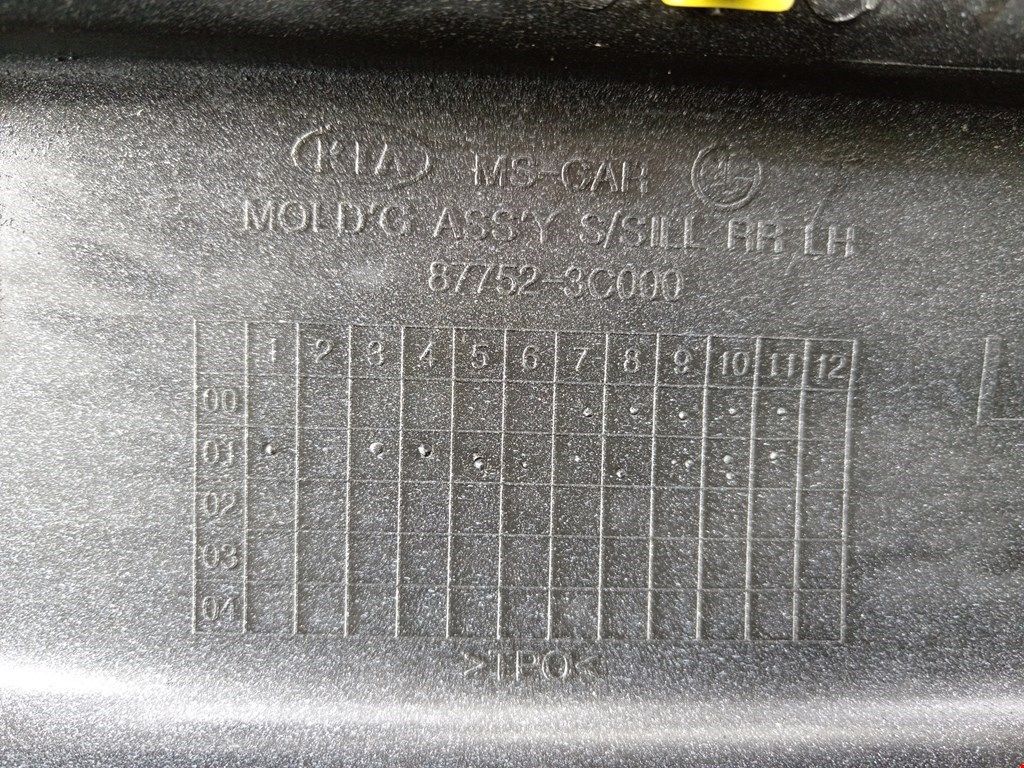 KIA MS-CAR
MOLD'G ASS'Y S/SILL RR LH
87752-3C000
1 2 3 4 5 6 7 8 9 10 11 12
00
01
02
03
04
>TPO<